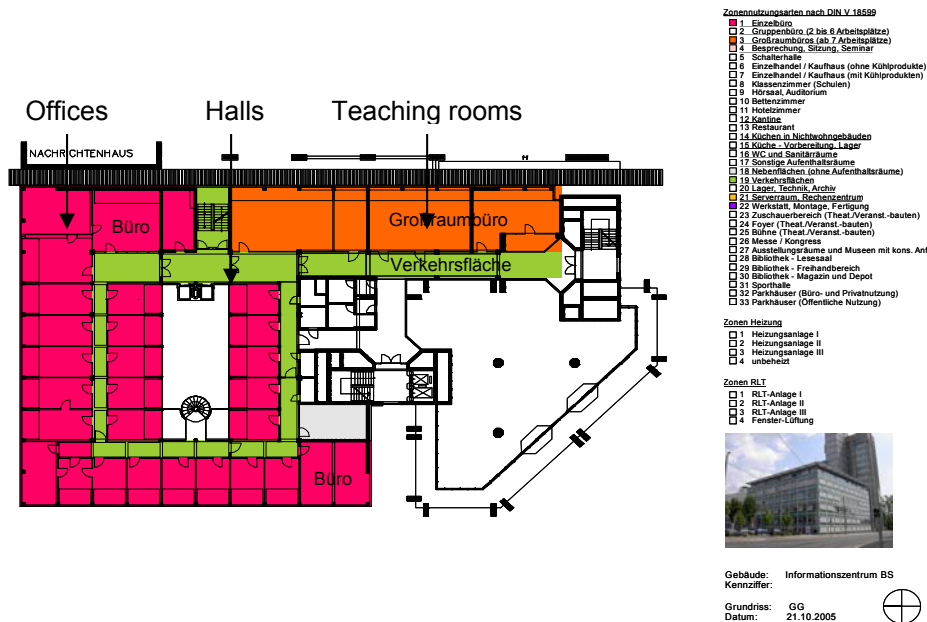 Offices
Halls
Teaching rooms
NACHRICHTENHAUS
Büro
Großraumbüro
Verkehrsfläche
Büro
Zonennutzungsarten nach DIN V 18599
1 Einzelbüro
2 Gruppenbüro (2 bis 6 Arbeitsplätze)
3 Großraumbüros (ab 7 Arbeitsplätze)
4 Besprechung, Sitzung, Seminar
5 Schalterhalle
6 Einzelhandel / Kaufhaus (ohne Kühlprodukte)
7 Einzelhandel / Kaufhaus (mit Kühlprodukten)
8 Klassenzimmer (Schulen)
9 Hörsaal, Auditorium
10 Bettenzimmer
11 Hotelzimmer
12 Kantine
13 Restaurant
14 Küchen in Nichtwohngebäuden
15 Küche - Vorbereitung, Lager
16 WC und Sanitärräume
17 Sonstige Aufenthaltsräume
18 Nebenflächen (ohne Aufenthaltsräume)
19 Verkehrsflächen
20 Lager, Technik, Archiv
21 Serverraum, Rechenzentrum
22 Werkstatt, Montage, Fertigung
23 Zuschauerbereich (Theat./Veranst.-bauten)
24 Foyer (Theat./Veranst.-bauten)
25 Bühne (Theat./Veranst.-bauten)
26 Messe / Kongress
27 Ausstellungsräume und Museen mit kons. Anf
28 Bibliothek - Lesesaal
29 Bibliothek - Freihandbereich
30 Bibliothek - Magazin und Depot
31 Sporthalle
32 Parkhäuser (Büro- und Privatnutzung)
33 Parkhäuser (Öffentliche Nutzung)
Zonen Heizung
1 Heizungsanlage I
2 Heizungsanlage II
3 Heizungsanlage III
4 unbeheizt
Zonen RLT
1 RLT-Anlage I
2 RLT-Anlage II
3 RLT-Anlage III
4 Fenster-Lüftung
Gebäude: Informationszentrum BS
Kennziffer:
Grundriss: GG
Datum: 21.10.2005